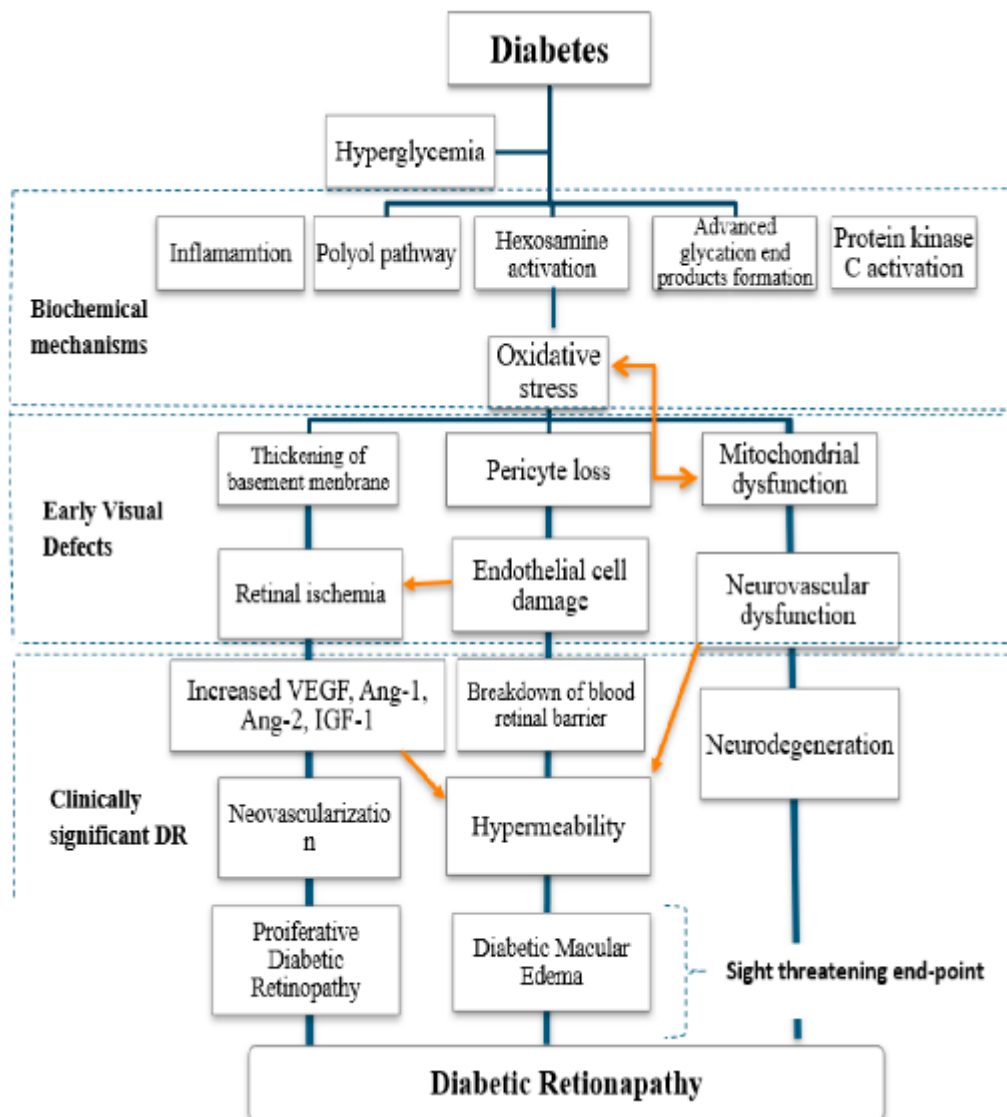 Diabetes
Hyperglycemia
Inflamamtion
Polyol pathway
Hexosamine
activation
Advanced
glycation end
products formation
Protein kinase
C activation
Biochemical
mechanisms
Oxidative
stress
Thickening of
basement menbrane
Pericyte loss
Mitochondrial
dysfunction
Early Visual
Defects
Retinal ischemia
Endothelial cell
damage
Neurovascular
dysfunction
Increased VEGF, Ang-1,
Ang-2, IGF-1
Breakdown of blood
retinal barrier
Neurodegeneration
Clinically
significant DR
Neovascularizatio
n
Hypermeability
Proiferative
Diabetic
Retinopathy
Diabetic Macular
Edema
Sight threatening end-point
Diabetic Retionapathy